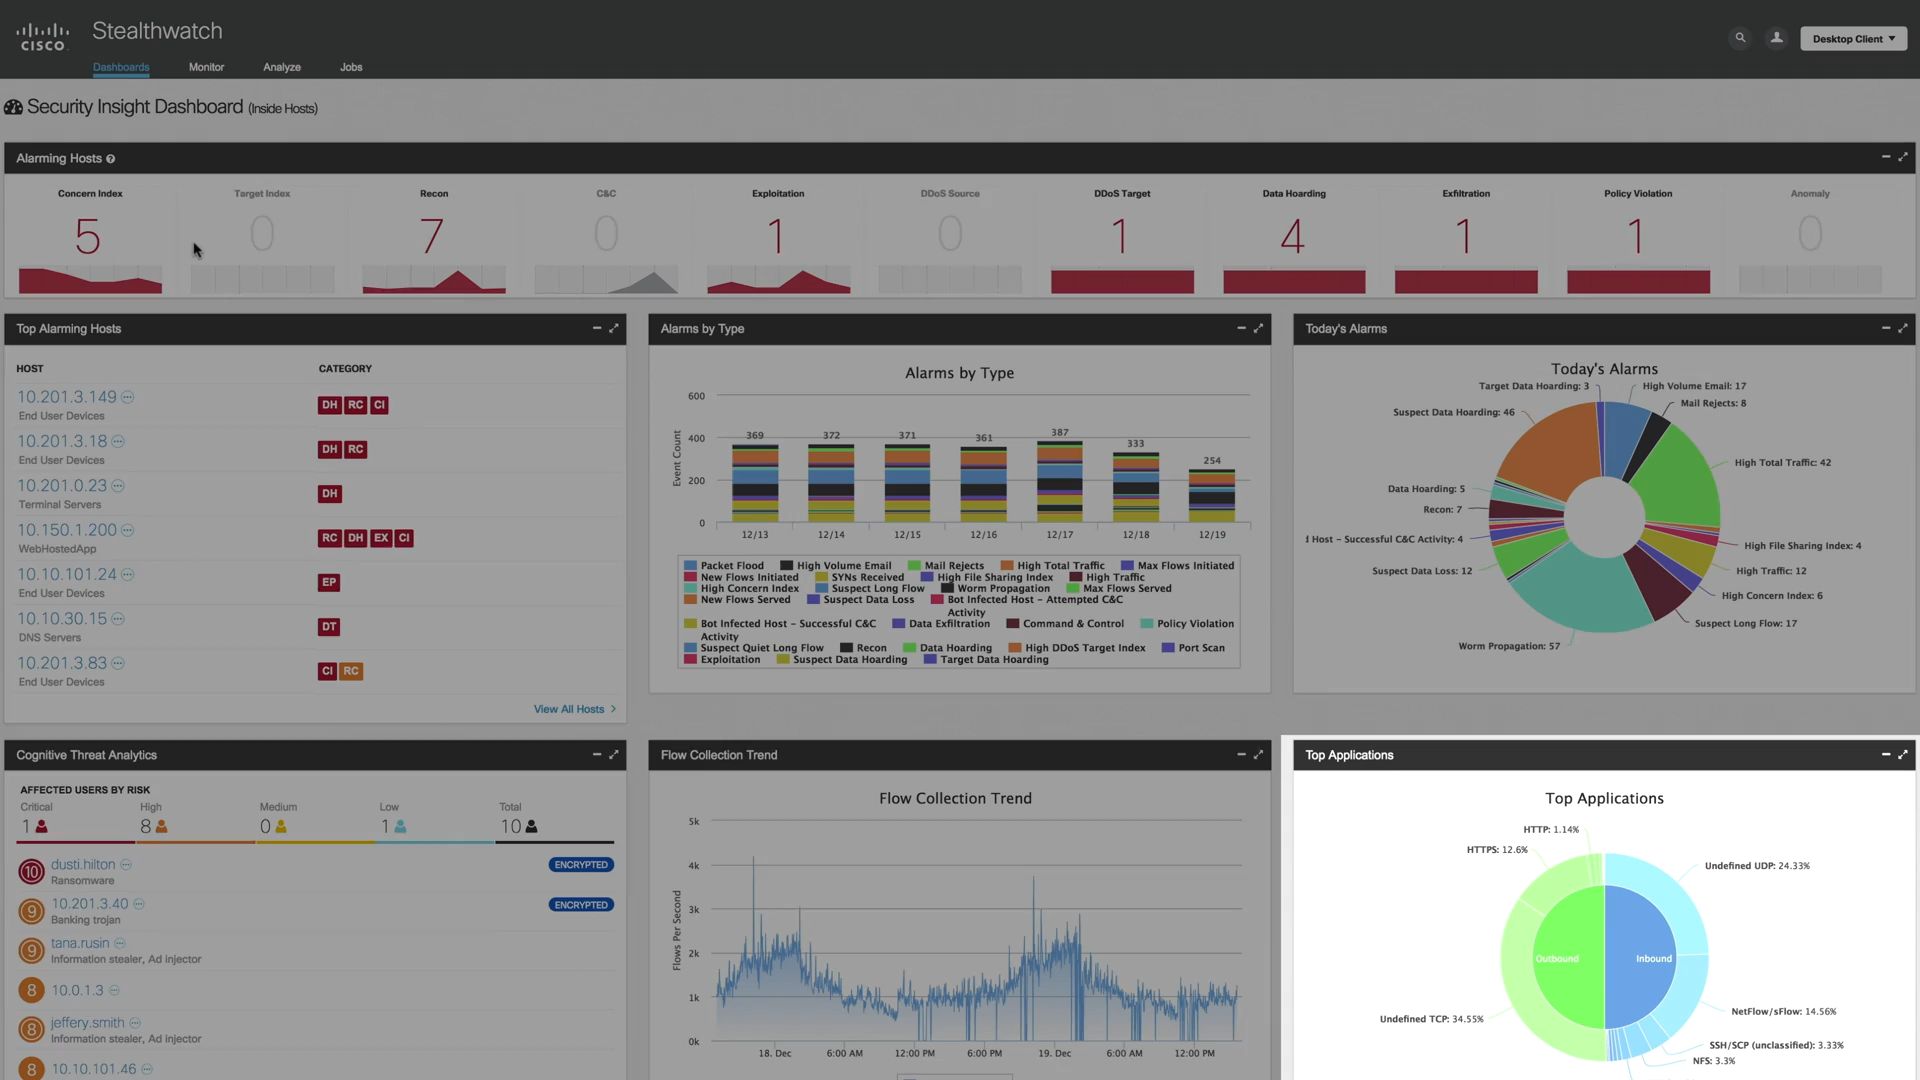 CISCO
Stealthwatch
Desktop Client
Dashboards Monitor Analyze Jobs
Security Insight Dashboard (Inside Hosts)
Alarming Hosts
Concern Index Target Index Recon C&C Exploitation DDoS Source DDoS Target Data Hoarding Exfiltration Policy Violation Anomaly
5 0 7 0 1 0 1 4 1 1 0
Top Alarming Hosts
HOST CATEGORY
10.201.3.149 DH RC CI
End User Devices
10.201.3.18 DH RC
End User Devices
10.201.0.23 DH
Terminal Servers
10.150.1.200 RC DH EX CI
WebHostedApp
10.10.101.24 EP
10.10.30.15 DT
DNS Servers
10.201.3.83 CI RC
End User Devices
View All Hosts >
Alarms by Type
Alarms by Type
Event Count
600
400
200
0
369 372 371 361 387 333 254
12/13 12/14 12/15 12/16 12/17 12/18 12/19
Packet Flood High Volume Email Mail Rejects High Total Traffic Max Flows Initiated
New Flows Initiated SYNs Received High File Sharing Index High Traffic
High Concern Index Suspect Long Flow Worm Propagation Max Flows Served
New Flows Served Suspect Data Loss Bot Infected Host – Attempted C&C
Activity
Bot Infected Host – Successful C&C Data Exfiltration Command & Control Policy Violation
Activity
Suspect Quiet Long Flow Recon Data Hoarding High DDoS Target Index Port Scan
Exploitation Suspect Data Hoarding Target Data Hoarding
Today's Alarms
Today's Alarms
Target Data Hoarding: 3 High Volume Email: 17
Mail Rejects: 8
Suspect Data Hoarding: 46
High Total Traffic: 42
Data Hoarding: 5
Recon: 7
Host – Successful C&C Activity: 4
High File Sharing Index: 4
Suspect Data Loss: 12 High Traffic: 12
High Concern Index: 6
Suspect Long Flow: 17
Worm Propagation: 57
Cognitive Threat Analytics
AFFECTED USERS BY RISK
Critical High Medium Low Total
1 8 0 1 10
10 dusti.hilton ENCRYPTED
Ransomware
9 10.201.3.40 ENCRYPTED
Banking trojan
9 tana.rusin
Information stealer, Ad injector
8 10.0.1.3
8 jeffery.smith
Information stealer, Ad injector
8 10.10.101.46
Flow Collection Trend
Flow Collection Trend
Flows Per Second
5k
4k
3k
2k
1k
0k
18. Dec 6:00 AM 12:00 PM 6:00 PM 19. Dec 6:00 AM 12:00 PM
Top Applications
Top Applications
HTTP: 1.14%
HTTPS: 12.6%
Undefined UDP: 24.33%
Outbound Inbound
NetFlow/sFlow: 14.56%
Undefined TCP: 34.55%
SSH/SCP (unclassified): 3.33%
NFS: 3.3%